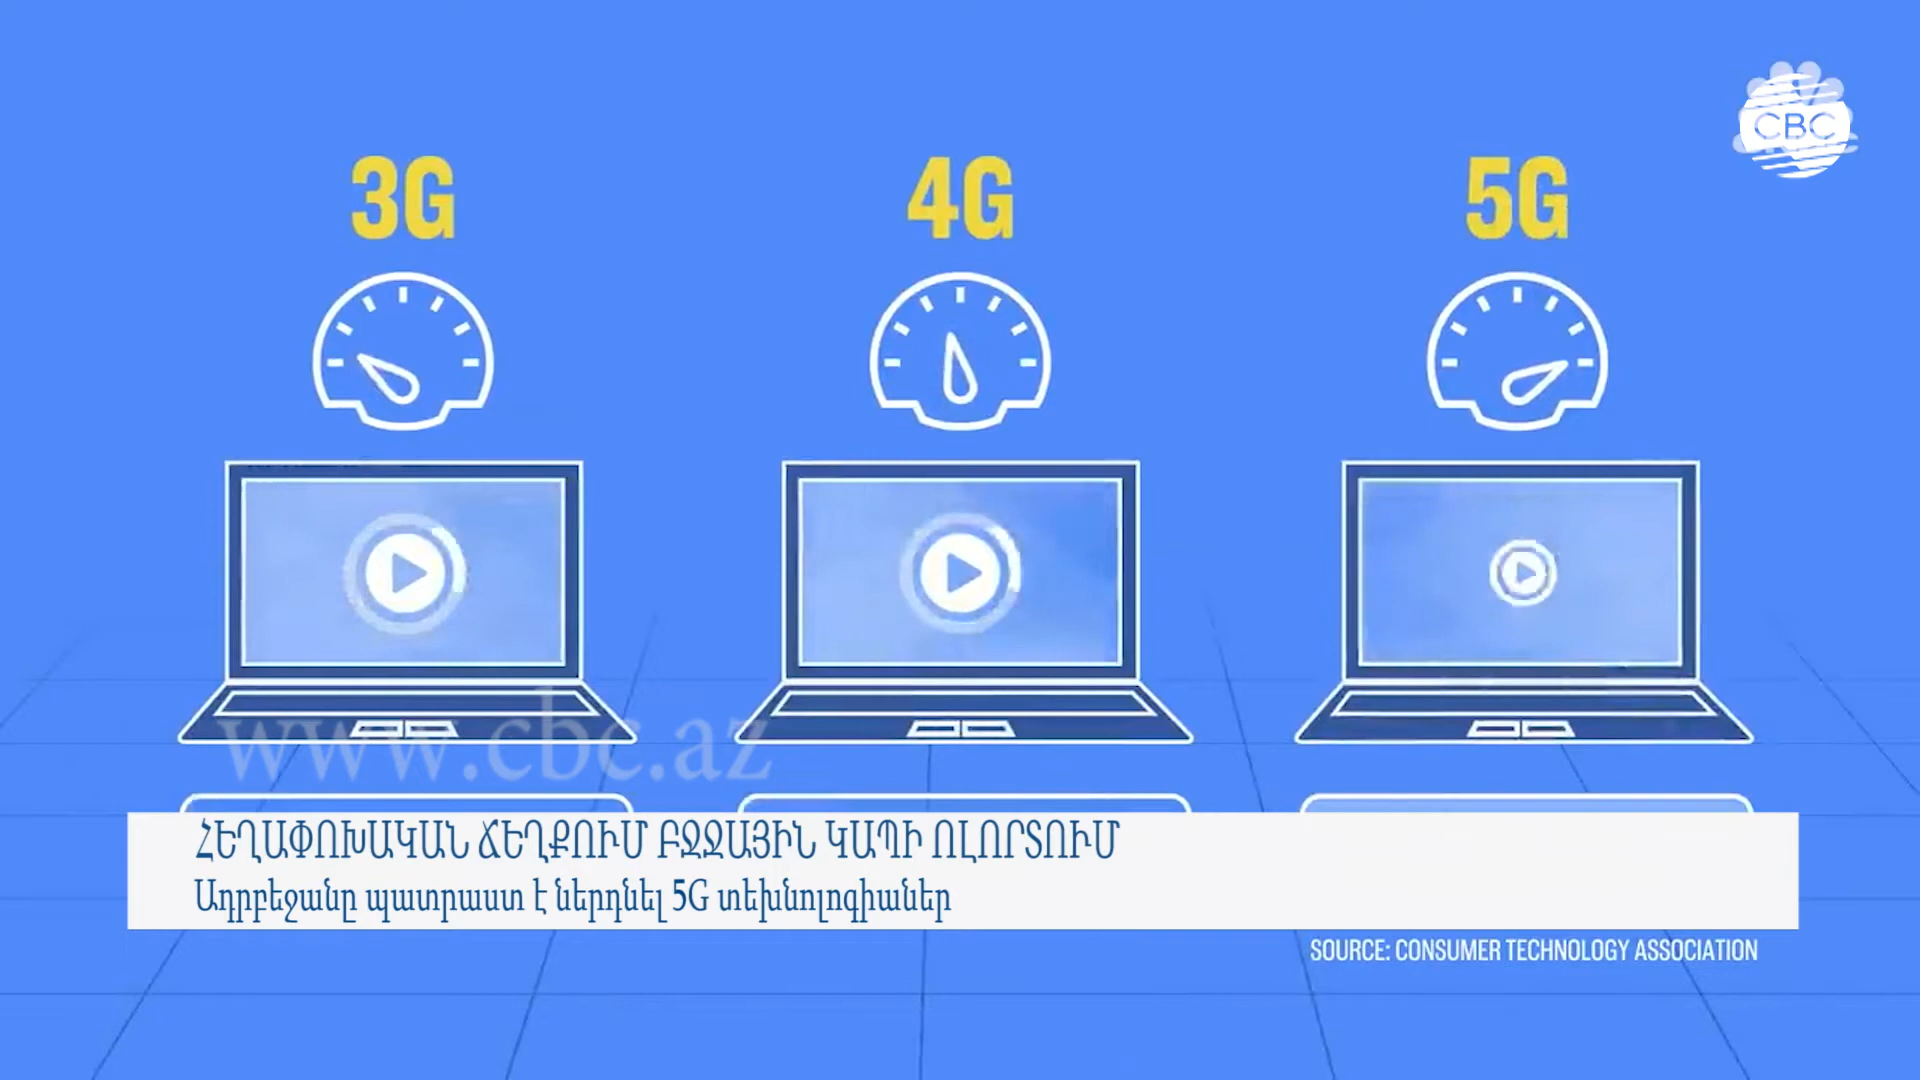 3G
4G
5G
CBC
www.cbc.az
ՀԵՂԱՓՈԽԱԿԱՆ ՃԵՂՔՈՒՄ ԲՋՋԱՅԻՆ ԿԱՊԻ ՈԼՈՐՏՈՒՄ
Ադրբեջանը պատրաստ է ներդնել 5G տեխնոլոգիաներ
SOURCE: CONSUMER TECHNOLOGY ASSOCIATION